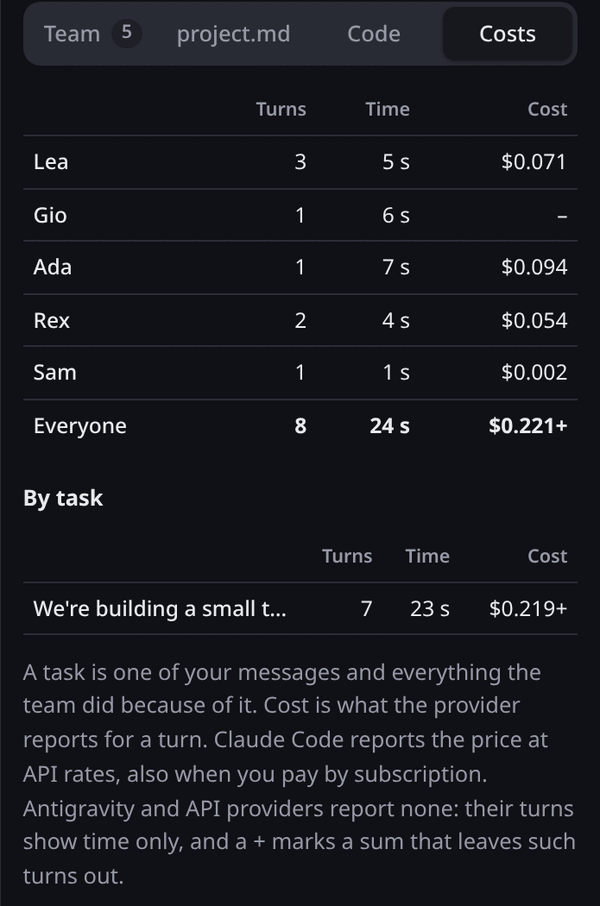 Team 5 project.md Code Costs
Turns Time Cost
Lea 3 5 s $0.071
Gio 1 6 s –
Ada 1 7 s $0.094
Rex 2 4 s $0.054
Sam 1 1 s $0.002
Everyone 8 24 s $0.221+
By task
Turns Time Cost
We're building a small t... 7 23 s $0.219+
A task is one of your messages and everything the
team did because of it. Cost is what the provider
reports for a turn. Claude Code reports the price at
API rates, also when you pay by subscription.
Antigravity and API providers report none: their turns
show time only, and a + marks a sum that leaves such
turns out.